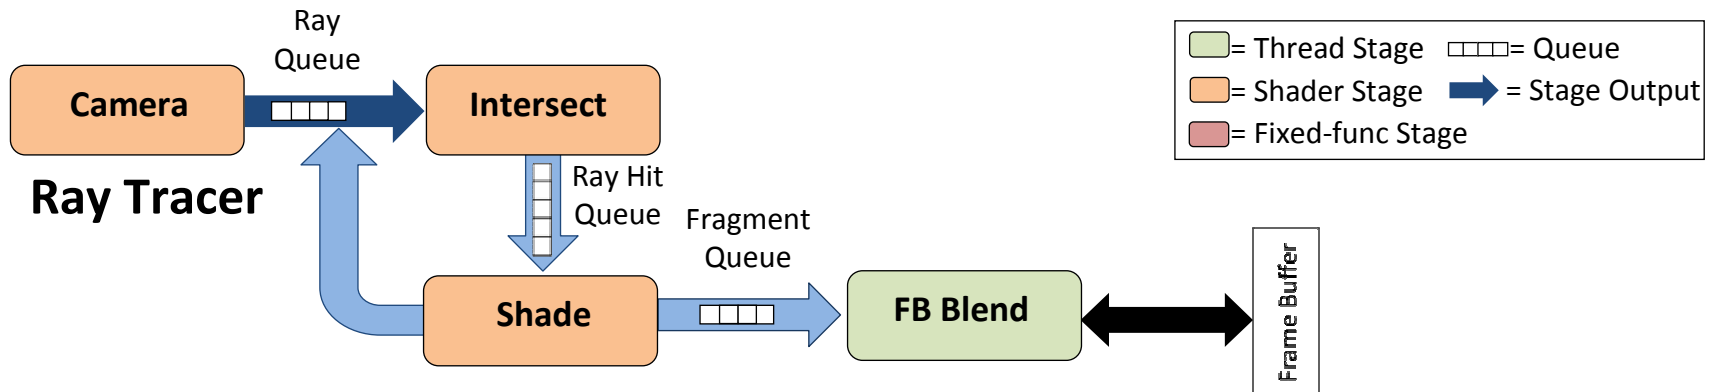 Ray
Queue
Camera
Intersect
Ray Tracer
Ray Hit
Queue
Fragment
Queue
Shade
FB Blend
Frame Buffer
= Thread Stage
= Queue
= Shader Stage
= Stage Output
= Fixed-func Stage